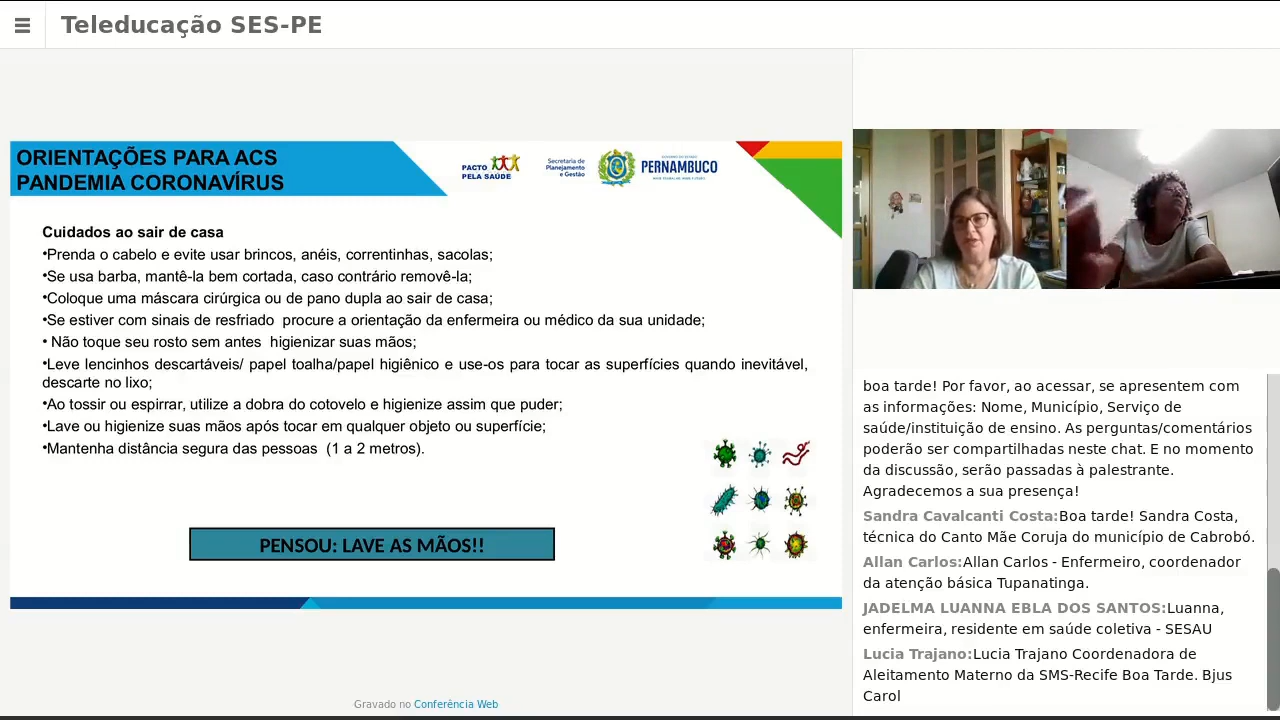 Teleducação SES-PE
ORIENTAÇÕES PARA ACS
PANDEMIA CORONAVÍRUS
PACTO
PELA SAÚDE
Secretaria de
Planejamento
e Gestão
GOVERNO DO ESTADO
PERNAMBUCO
Cuidados ao sair de casa
•Prenda o cabelo e evite usar brincos, anéis, correntinhas, sacolas;
•Se usa barba, mantê-la bem cortada, caso contrário removê-la;
•Coloque uma máscara cirúrgica ou de pano dupla ao sair de casa;
•Se estiver com sinais de resfriado  procure a orientação da enfermeira ou médico da sua unidade;
• Não toque seu rosto sem antes  higienizar suas mãos;
•Leve lencinhos descartáveis/ papel toalha/papel higiênico e use-os para tocar as superfícies quando inevitável,
descarte no lixo;
•Ao tossir ou espirrar, utilize a dobra do cotovelo e higienize assim que puder;
•Lave ou higienize suas mãos após tocar em qualquer objeto ou superfície;
•Mantenha distância segura das pessoas  (1 a 2 metros).
PENSOU: LAVE AS MÃOS!!
Gravado no Conferência Web
boa tarde! Por favor, ao acessar, se apresentem com
as informações: Nome, Município, Serviço de
saúde/instituição de ensino. As perguntas/comentários
poderão ser compartilhadas neste chat. E no momento
da discussão, serão passadas à palestrante.
Agradecemos a sua presença!
Sandra Cavalcanti Costa:Boa tarde! Sandra Costa,
técnica do Canto Mãe Coruja do município de Cabrobó.
Allan Carlos:Allan Carlos - Enfermeiro, coordenador
da atenção básica Tupanatinga.
JADELMA LUANNA EBLA DOS SANTOS:Luanna,
enfermeira, residente em saúde coletiva - SESAU
Lucia Trajano:Lucia Trajano Coordenadora de
Aleitamento Materno da SMS-Recife Boa Tarde. Bjus
Carol